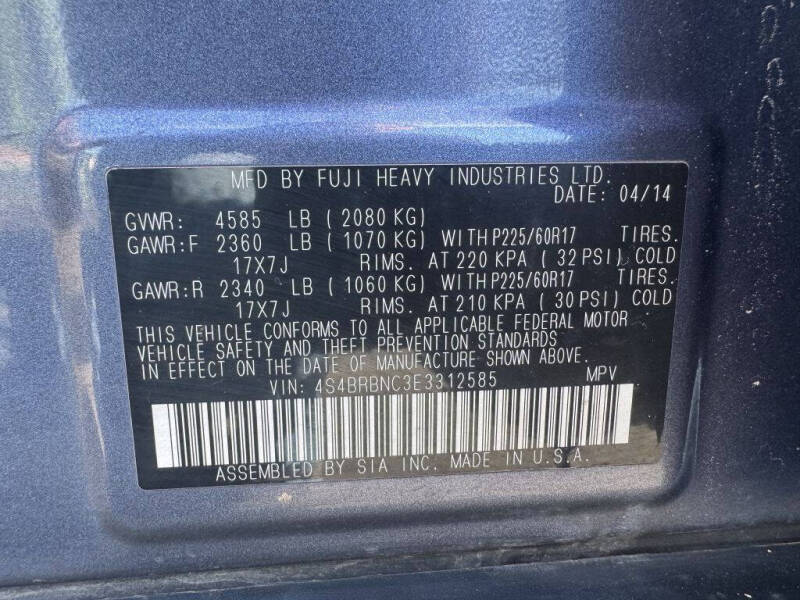 MFD BY FUJI HEAVY INDUSTRIES LTD.
DATE: 04/14
GVWR: 4585 LB (2080 KG)
GAWR:F 2360 LB (1070 KG) WITH P225/60R17 TIRES.
17X7J RIMS. AT 220 KPA (32 PSI) COLD
GAWR:R 2340 LB (1060 KG) WITH P225/60R17 TIRES.
17X7J RIMS. AT 210 KPA (30 PSI) COLD
THIS VEHICLE CONFORMS TO ALL APPLICABLE FEDERAL MOTOR
VEHICLE SAFETY AND THEFT PREVENTION STANDARDS
IN EFFECT ON THE DATE OF MANUFACTURE SHOWN ABOVE.
VIN: 4S4BRBNC3E3312585 MPV
ASSEMBLED BY SIA INC. MADE IN U.S.A.